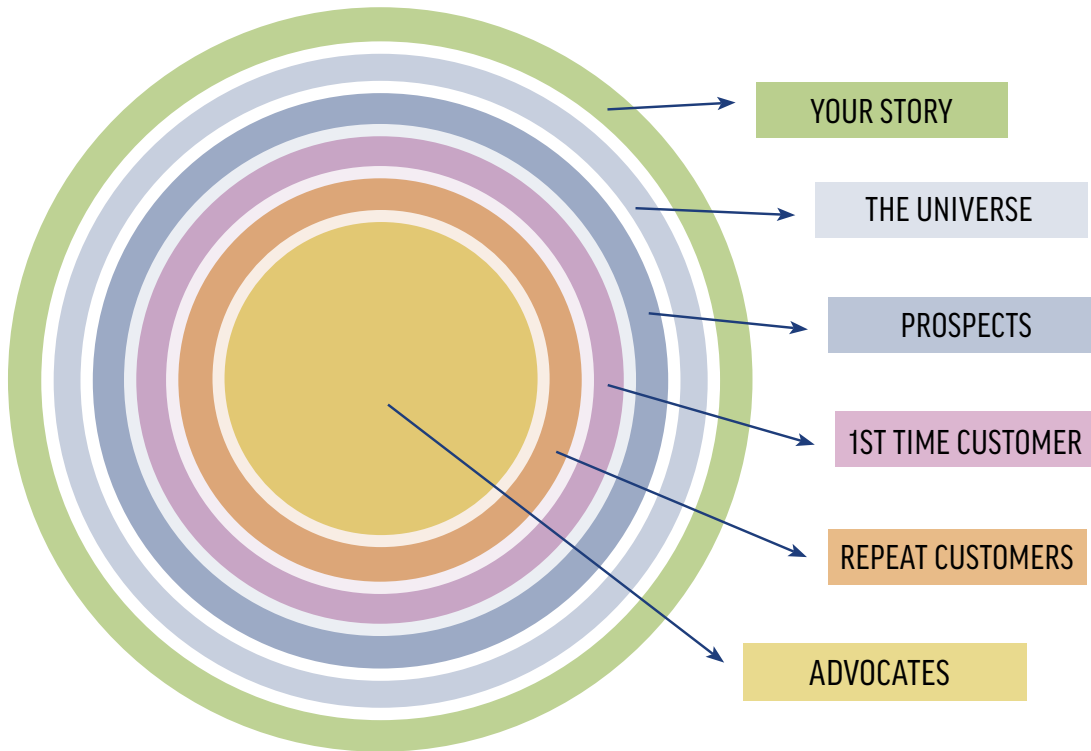 YOUR STORY
THE UNIVERSE
PROSPECTS
1ST TIME CUSTOMER
REPEAT CUSTOMERS
ADVOCATES